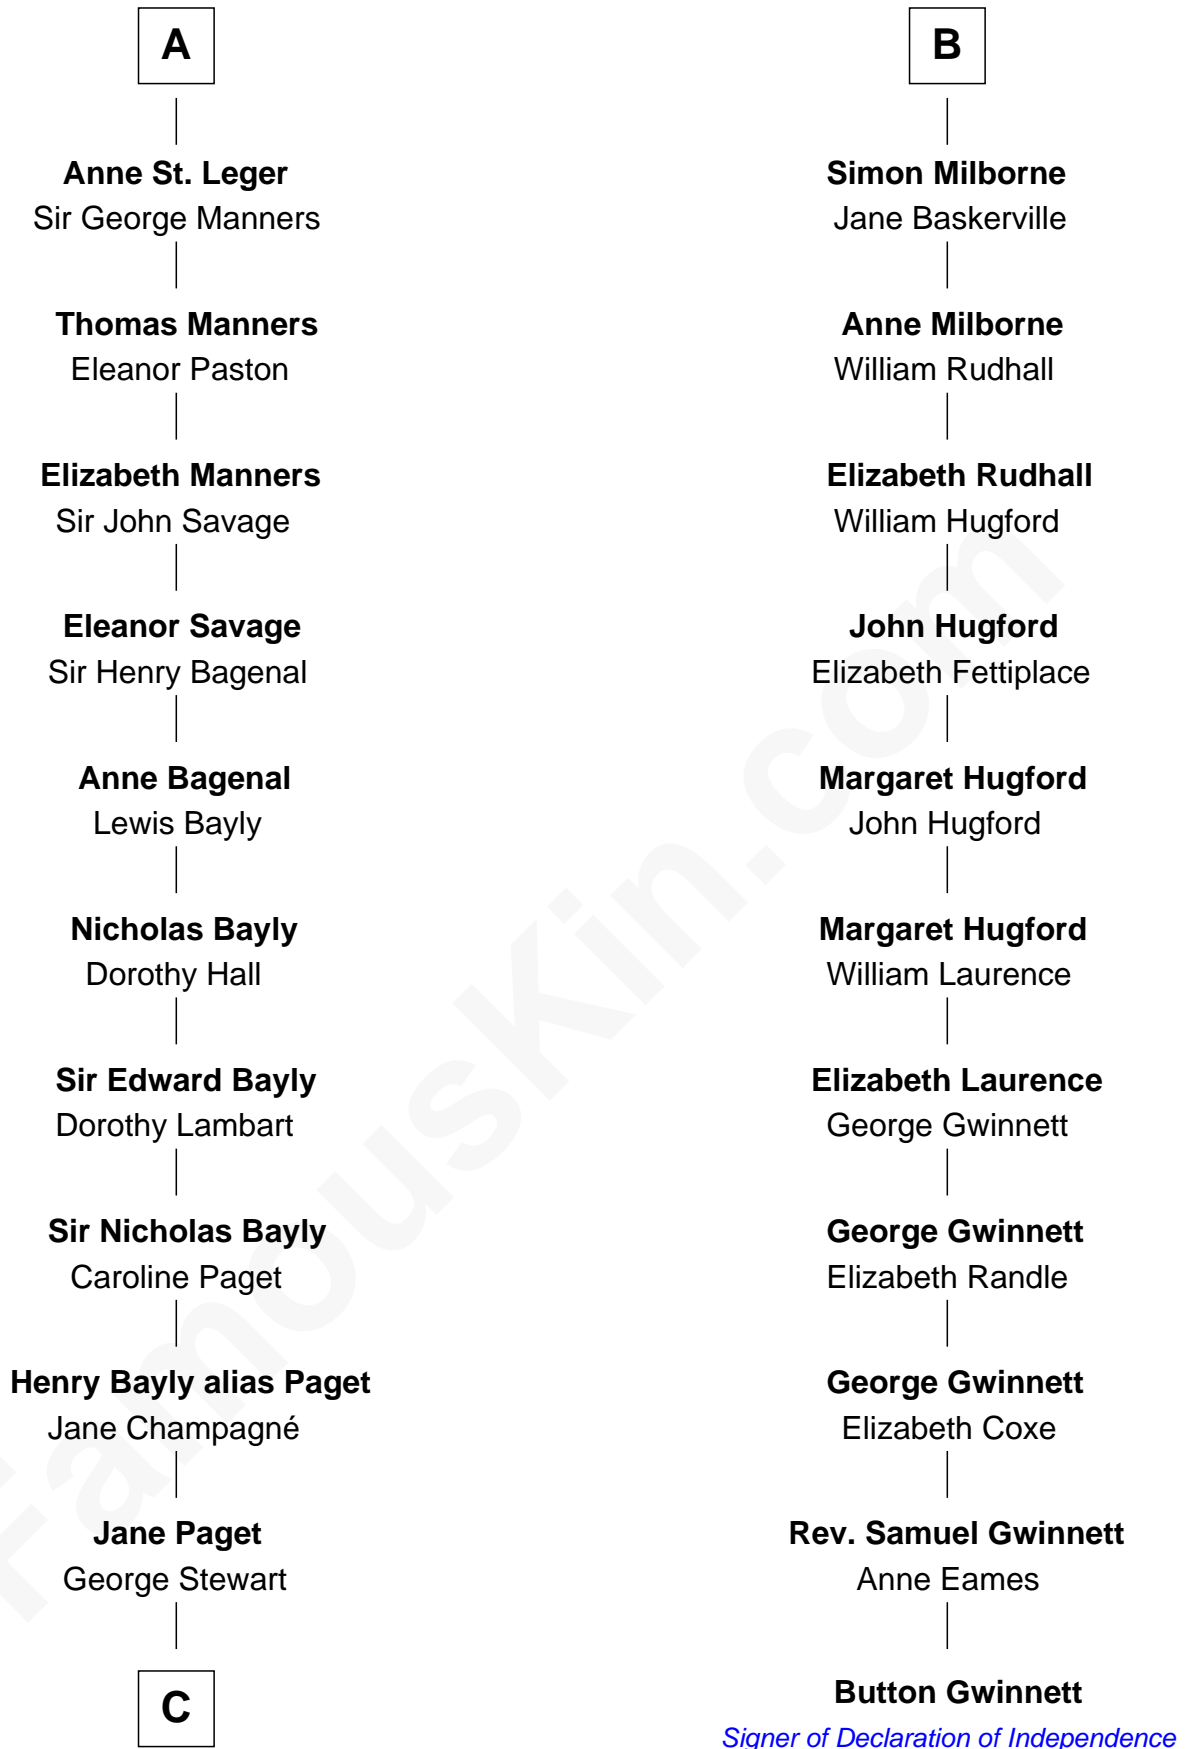 A
Anne St. Leger
Sir George Manners
Thomas Manners
Eleanor Paston
Elizabeth Manners
Sir John Savage
Eleanor Savage
Sir Henry Bagenal
Anne Bagenal
Lewis Bayly
Nicholas Bayly
Dorothy Hall
Sir Edward Bayly
Dorothy Lambart
Sir Nicholas Bayly
Caroline Paget
Henry Bayly alias Paget
Jane Champagné
Jane Paget
George Stewart
C
B
Simon Milborne
Jane Baskerville
Anne Milborne
William Rudhall
Elizabeth Rudhall
William Hugford
John Hugford
Elizabeth Fettiplace
Margaret Hugford
John Hugford
Margaret Hugford
William Laurence
Elizabeth Laurence
George Gwinnett
George Gwinnett
Elizabeth Randle
George Gwinnett
Elizabeth Coxe
Rev. Samuel Gwinnett
Anne Eames
Button Gwinnett
Signer of Declaration of Independence
FamousKin.com